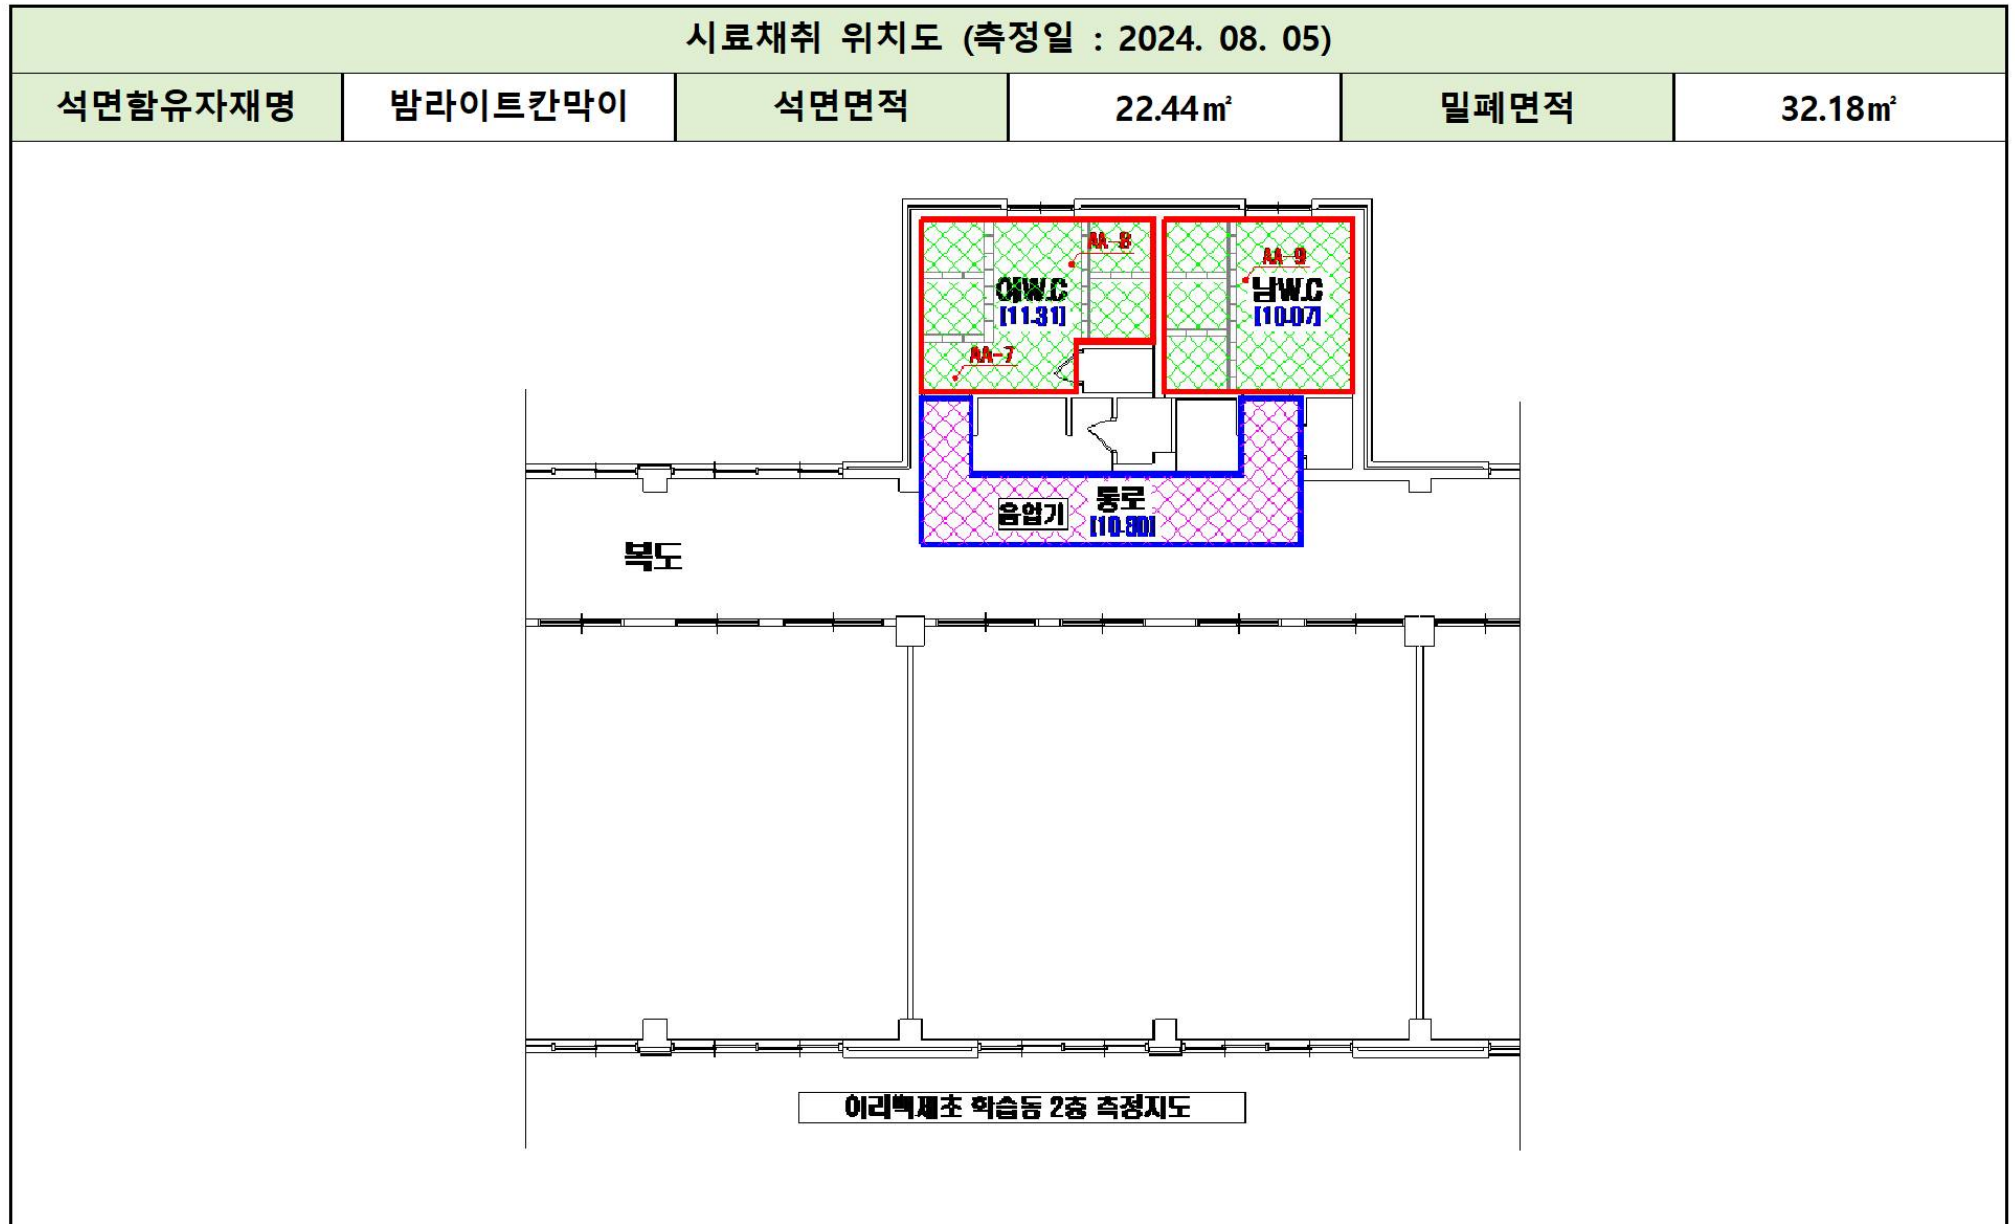 시료채취 위치도 (측정일 : 2024. 08. 05)
석면함유자재명 밤라이트칸막이 석면면적 22.44㎡ 밀폐면적 32.18㎡
AA-8
AA-9
여W.C
남W.C
[11.31]
[10.07]
AA-7
통로
음압기
[10.80]
복도
이리백제초 학습동 2층 측정지도